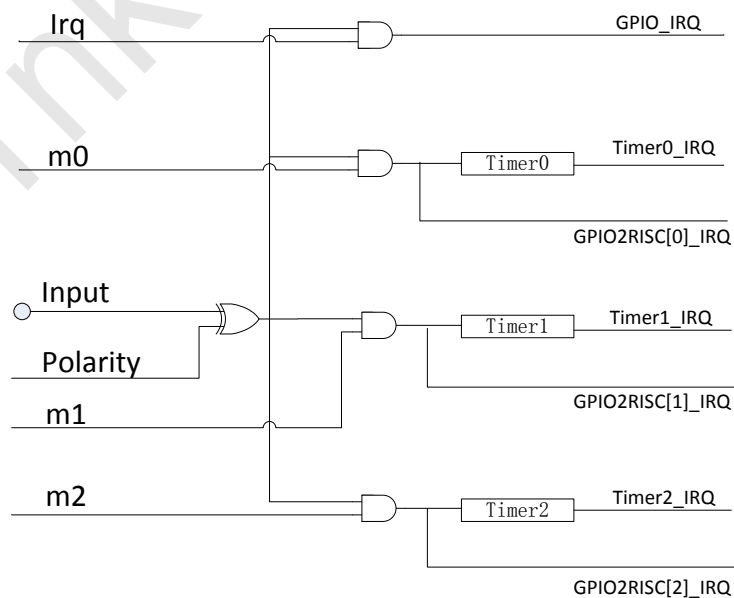 Irq
GPIO_IRQ
m0
Timer0
Timer0_IRQ
GPIO2RISC[0]_IRQ
Input
Timer1
Timer1_IRQ
Polarity
GPIO2RISC[1]_IRQ
m1
m2
Timer2
Timer2_IRQ
GPIO2RISC[2]_IRQ